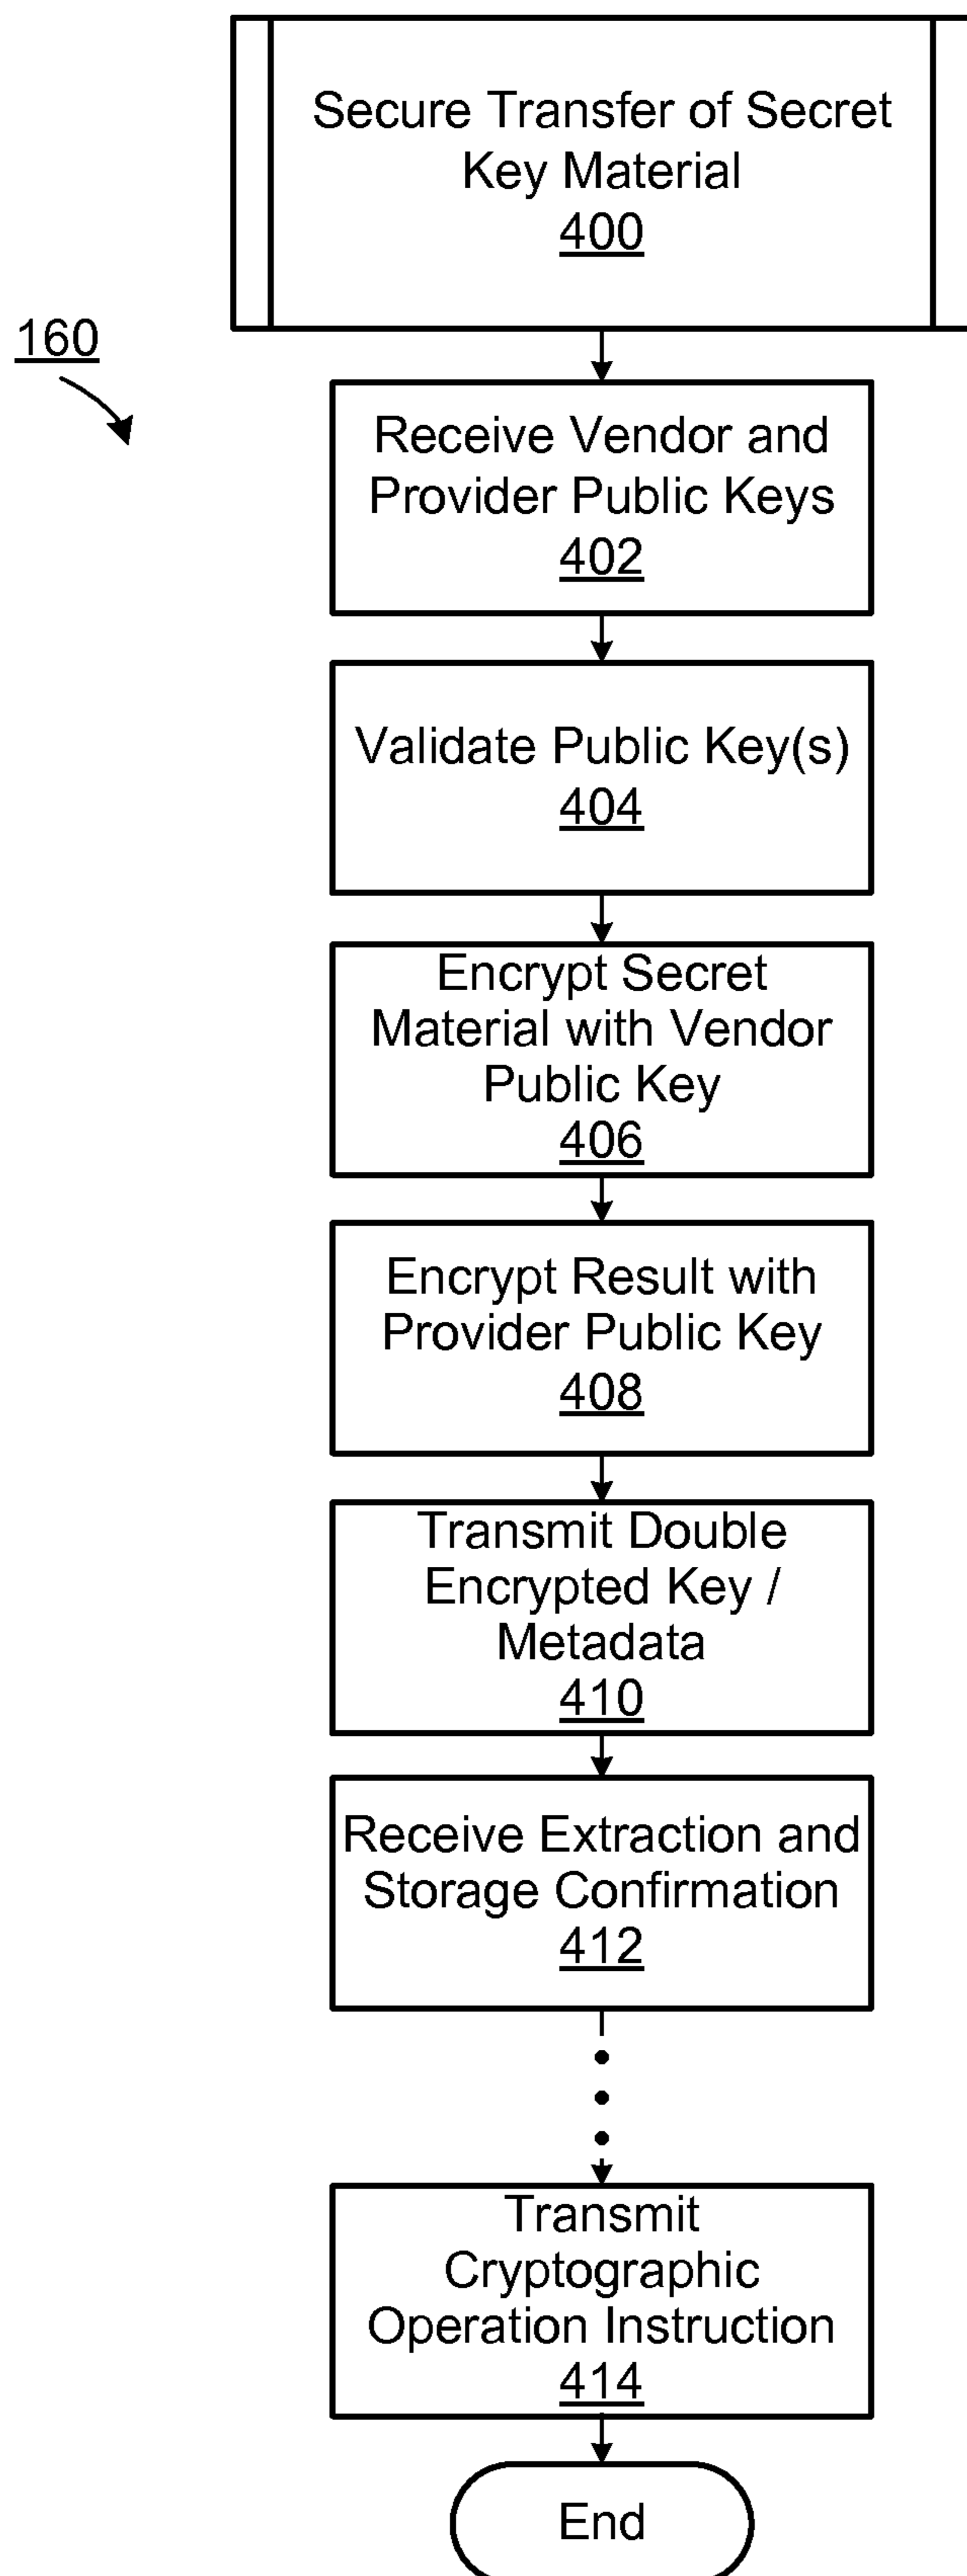 Secure Transfer of Secret
Key Material
400
160
Receive Vendor and
Provider Public Keys
402
Validate Public Key(s)
404
Encrypt Secret
Material with Vendor
Public Key
406
Encrypt Result with
Provider Public Key
408
Transmit Double
Encrypted Key /
Metadata
410
Receive Extraction and
Storage Confirmation
412
Transmit
Cryptographic
Operation Instruction
414
End